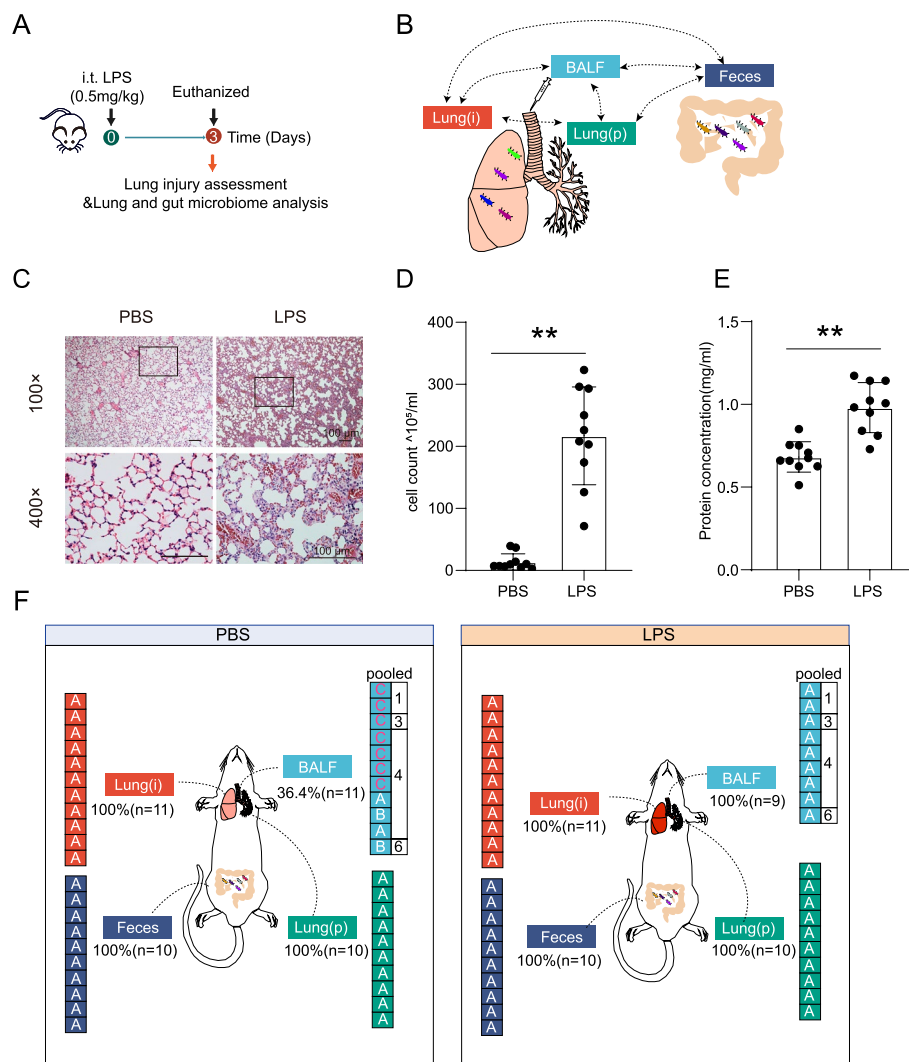 A
i.t. LPS
(0.5mg/kg)
Euthanized
0
3
Time (Days)
Lung injury assessment
&Lung and gut microbiome analysis
B
BALF
Feces
Lung(i)
Lung(p)
C
PBS
LPS
100×
100 µm
400×
100 µm
D
**
cell count ^10⁵/ml
400
300
200
100
0
PBS
LPS
E
**
Protein concentration(mg/ml)
1.5
1.0
0.5
0.0
PBS
LPS
F
PBS
A
A
A
A
A
A
A
A
A
A
A
pooled
C
C
C
C
C
C
C
A
B
A
B
1
3
4
6
BALF
36.4%(n=11)
Lung(i)
100%(n=11)
A
A
A
A
A
A
A
A
A
A
Feces
100%(n=10)
Lung(p)
100%(n=10)
A
A
A
A
A
A
A
A
A
A
LPS
A
A
A
A
A
A
A
A
A
A
A
pooled
A
A
A
A
A
A
A
A
A
1
3
4
6
BALF
100%(n=9)
Lung(i)
100%(n=11)
A
A
A
A
A
A
A
A
A
A
Feces
100%(n=10)
Lung(p)
100%(n=10)
A
A
A
A
A
A
A
A
A
A